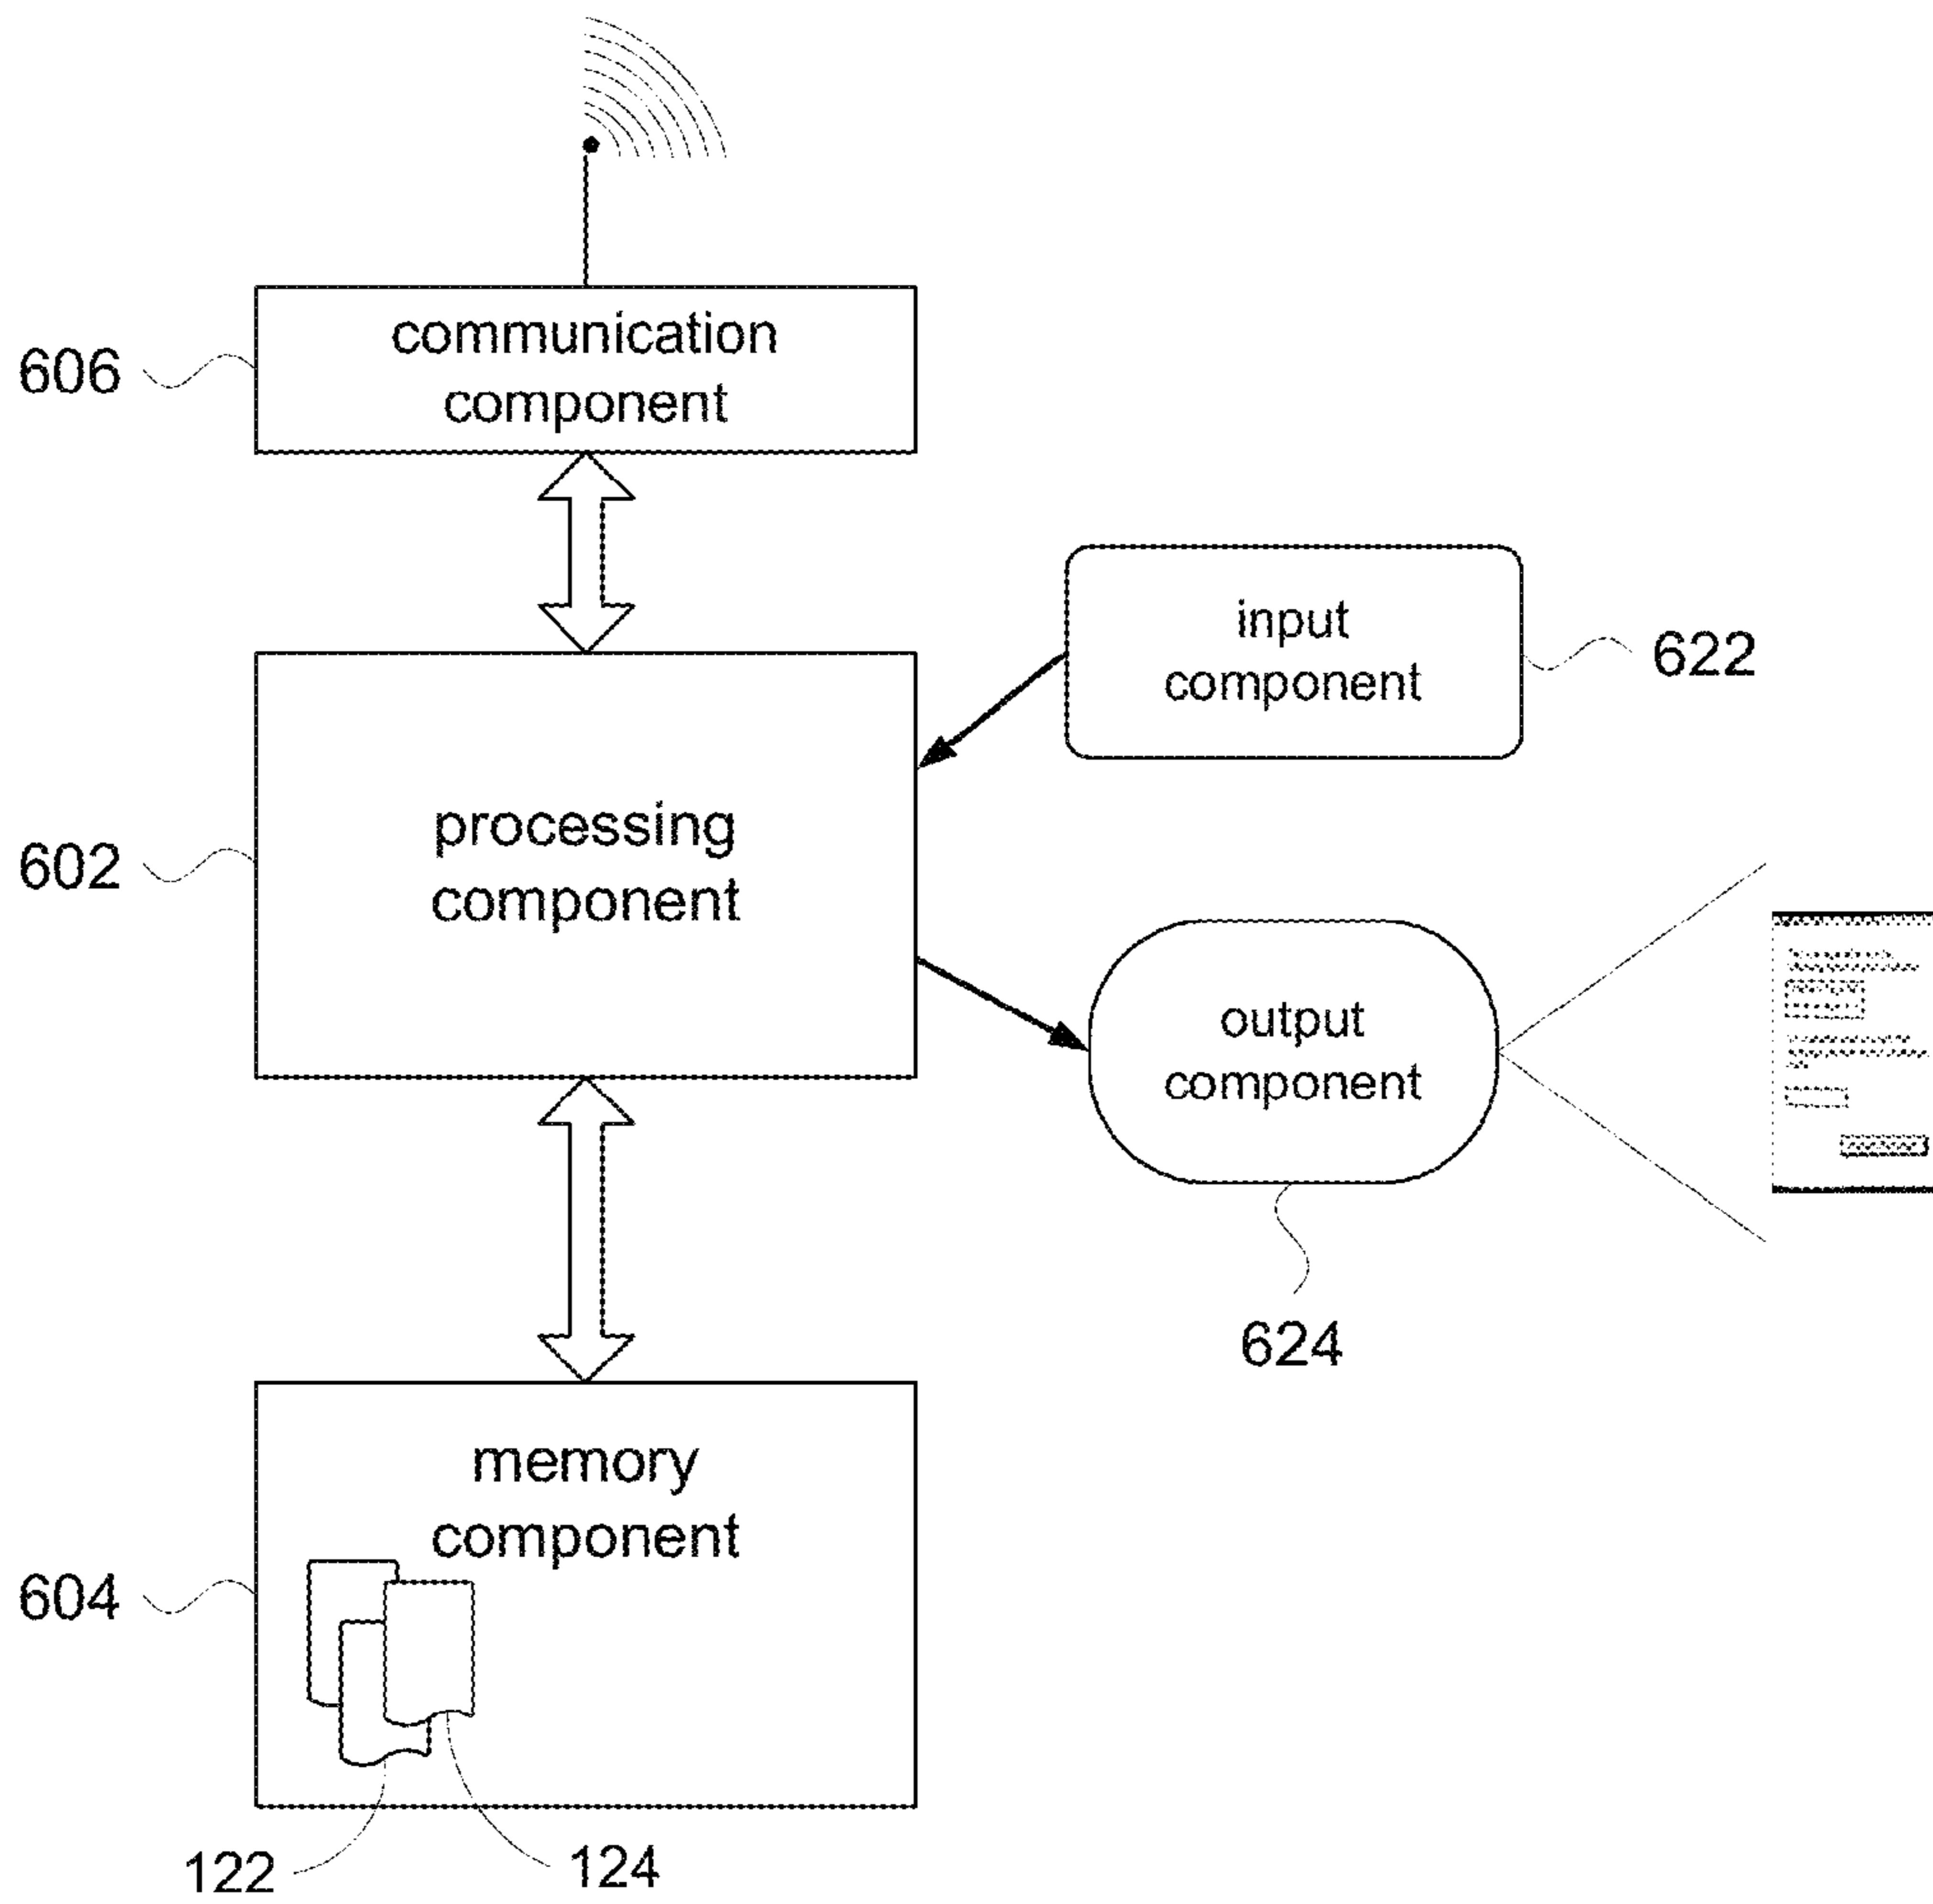 communication
component
606
input
component
622
processing
component
602
output
component
624
memory
component
604
122
124